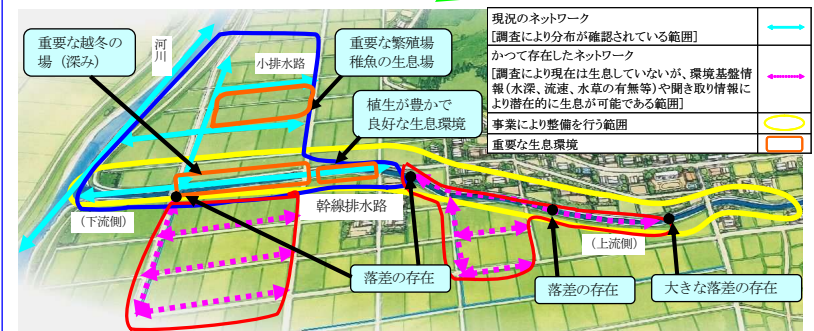 現況のネットワーク
[調査により分布が確認されている範囲]
かつて存在したネットワーク
[調査により現在は生息していないが、環境基盤情
報(水深、流速、水草の有無等)や聞き取り情報に
より潜在的に生息が可能である範囲]
事業により整備を行う範囲
重要な生息環境
重要な越冬の
場（深み）
河川
小排水路
重要な繁殖場
稚魚の生息場
植生が豊かで
良好な生息環境
幹線排水路
（下流側）
（上流側）
落差の存在
落差の存在
大きな落差の存在